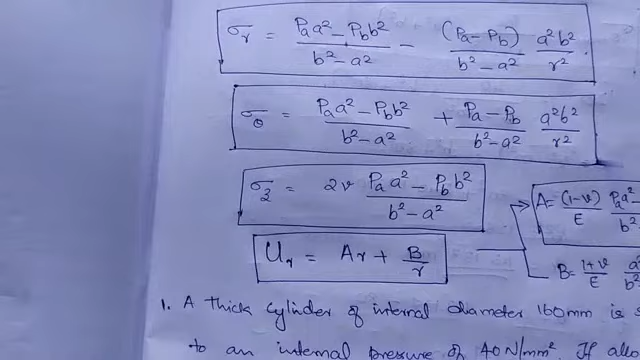 σr = (Pa a² − Pb b²)/(b² − a²) − (Pa − Pb)/(b² − a²) a²b²/r²
σθ = (Pa a² − Pb b²)/(b² − a²) + (Pa − Pb)/(b² − a²) a²b²/r²
σz = 2ν (Pa a² − Pb b²)/(b² − a²)
A = (1−ν)/E Pa a² −
Ur = Ar + B/r
B = (1+ν)/E
1. A thick cylinder of internal diameter 160mm is
to an internal pressure of 40 N/mm². If